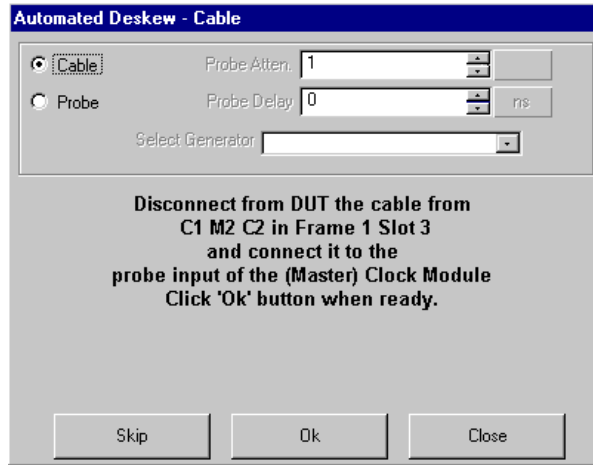 Automated Deskew - Cable
Cable Probe Atten. 1
Probe Probe Delay 0 ns
Select Generator
Disconnect from DUT the cable from
C1 M2 C2 in Frame 1 Slot 3
and connect it to the
probe input of the (Master) Clock Module
Click 'Ok' button when ready.
Skip Ok Close